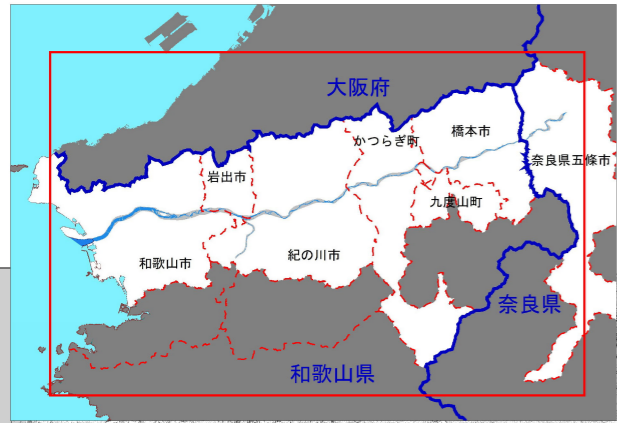 大阪府
橋本市
かつらぎ町
奈良県五條市
岩出市
九度山町
紀の川市
和歌山市
奈良県
和歌山県